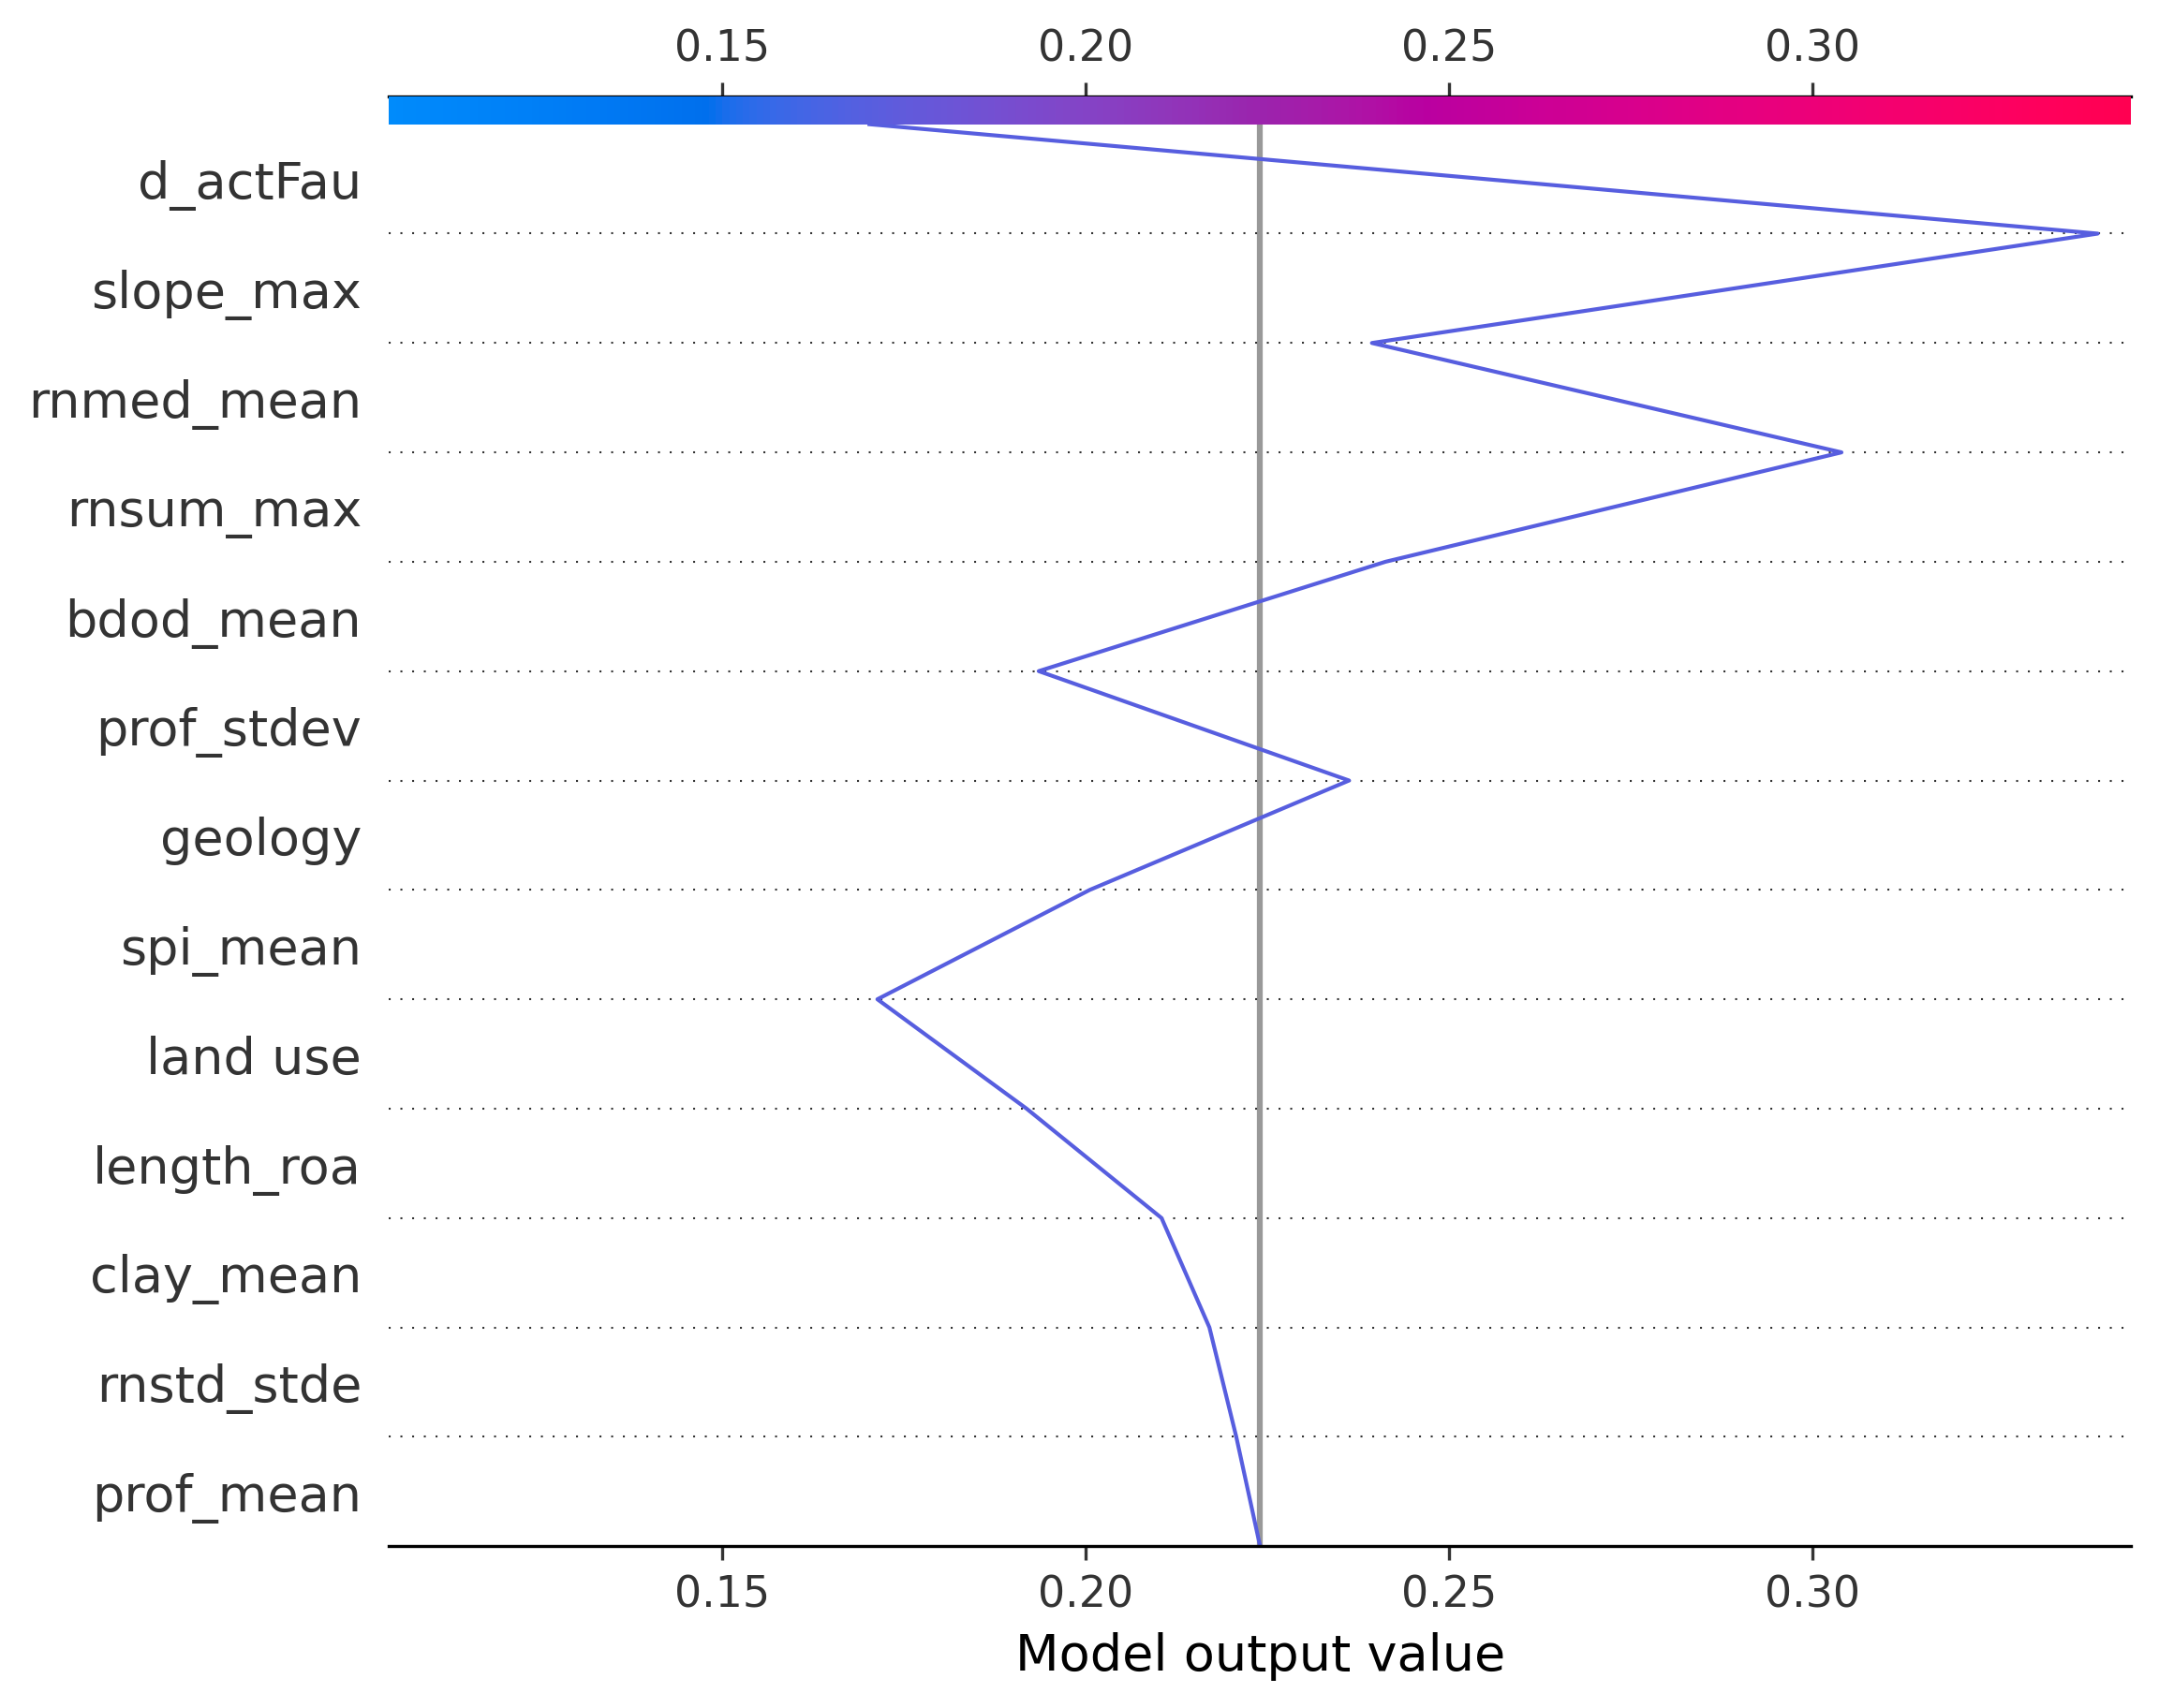 0.15 0.20 0.25 0.30
d_actFau
slope_max
rnmed_mean
rnsum_max
bdod_mean
prof_stdev
geology
spi_mean
land use
length_roa
clay_mean
rnstd_stde
prof_mean
0.15 0.20 0.25 0.30
Model output value